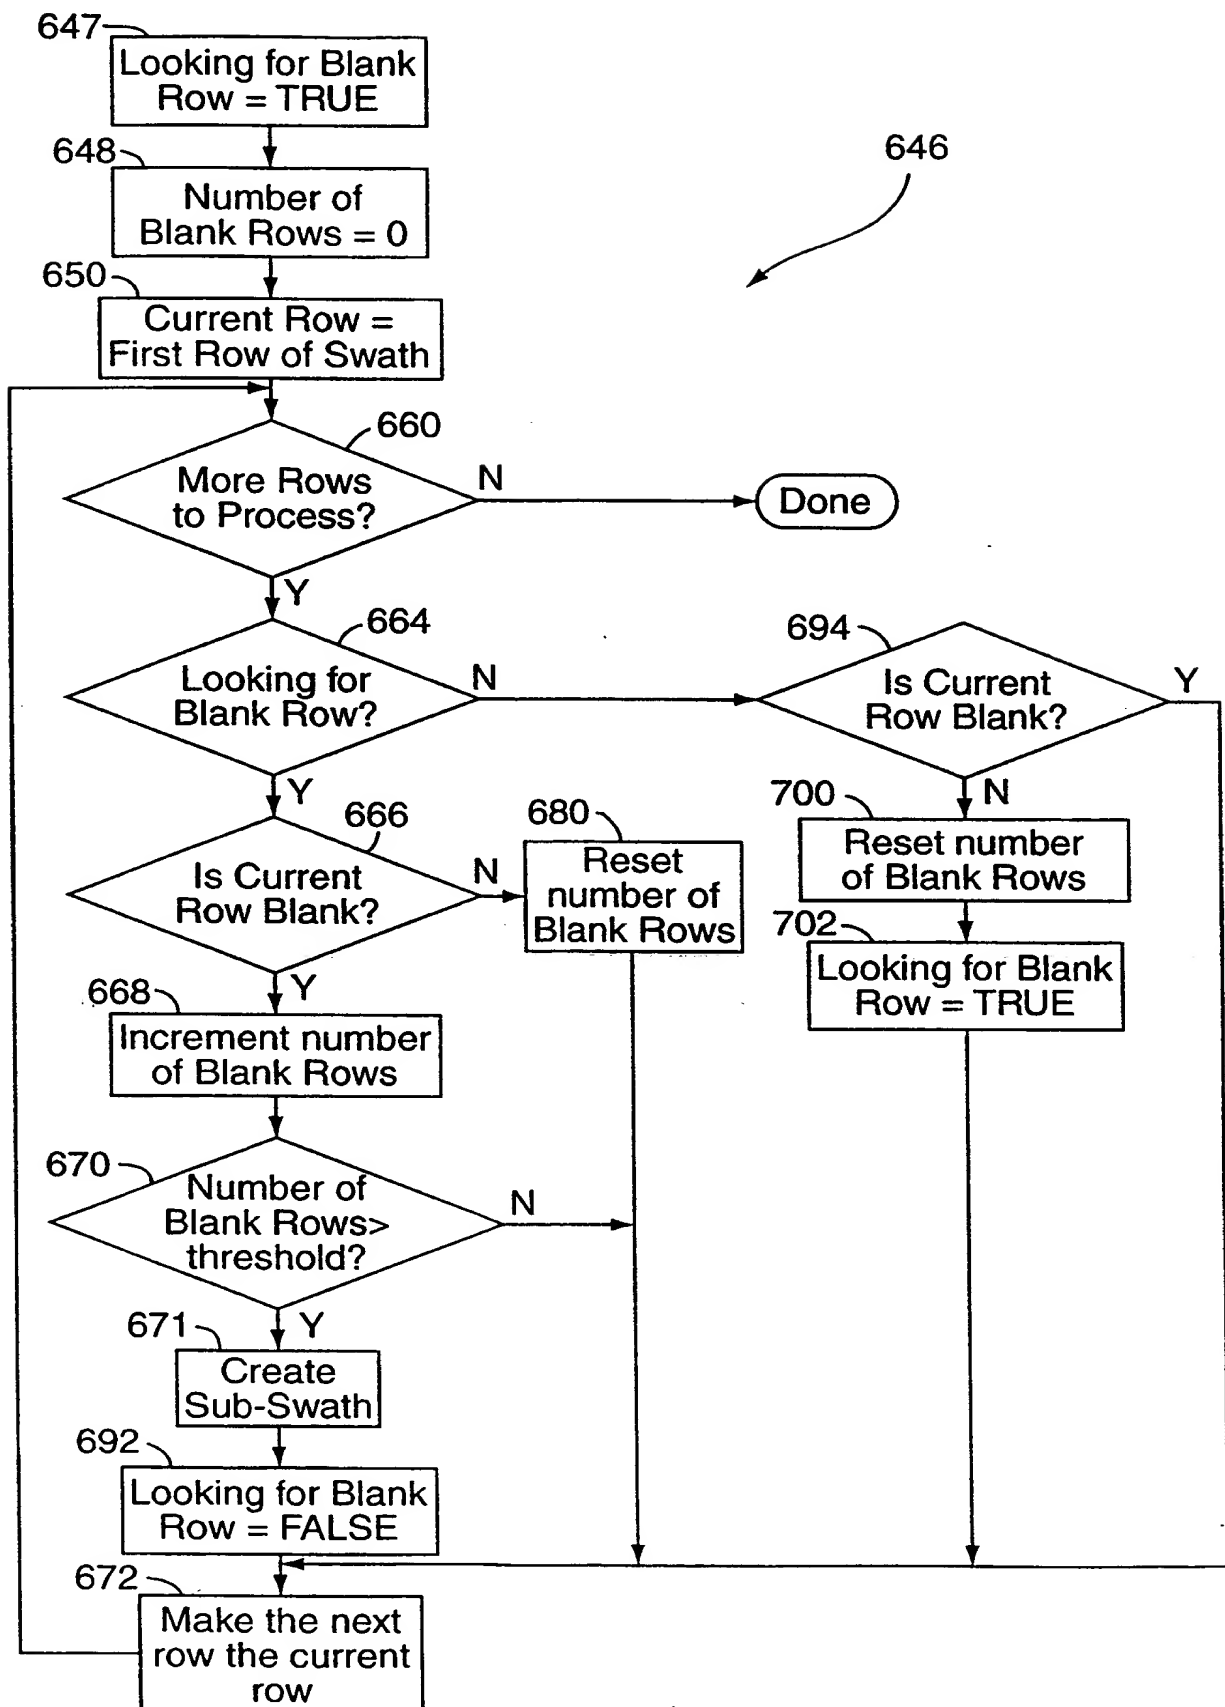 647
Looking for Blank
Row = TRUE
648
646
Number of
Blank Rows = 0
650
Current Row =
First Row of Swath
660
More Rows
to Process?
N
Done
Y
664
694
Looking for
Blank Row?
N
Is Current
Row Blank?
Y
Y
N
666
680
700
Is Current
Row Blank?
N
Reset
number of
Blank Rows
Reset number
of Blank Rows
702
Looking for Blank
Row = TRUE
Y
668
Increment number
of Blank Rows
670
Number of
Blank Rows>
threshold?
N
Y
671
Create
Sub-Swath
692
Looking for Blank
Row = FALSE
672
Make the next
row the current
row